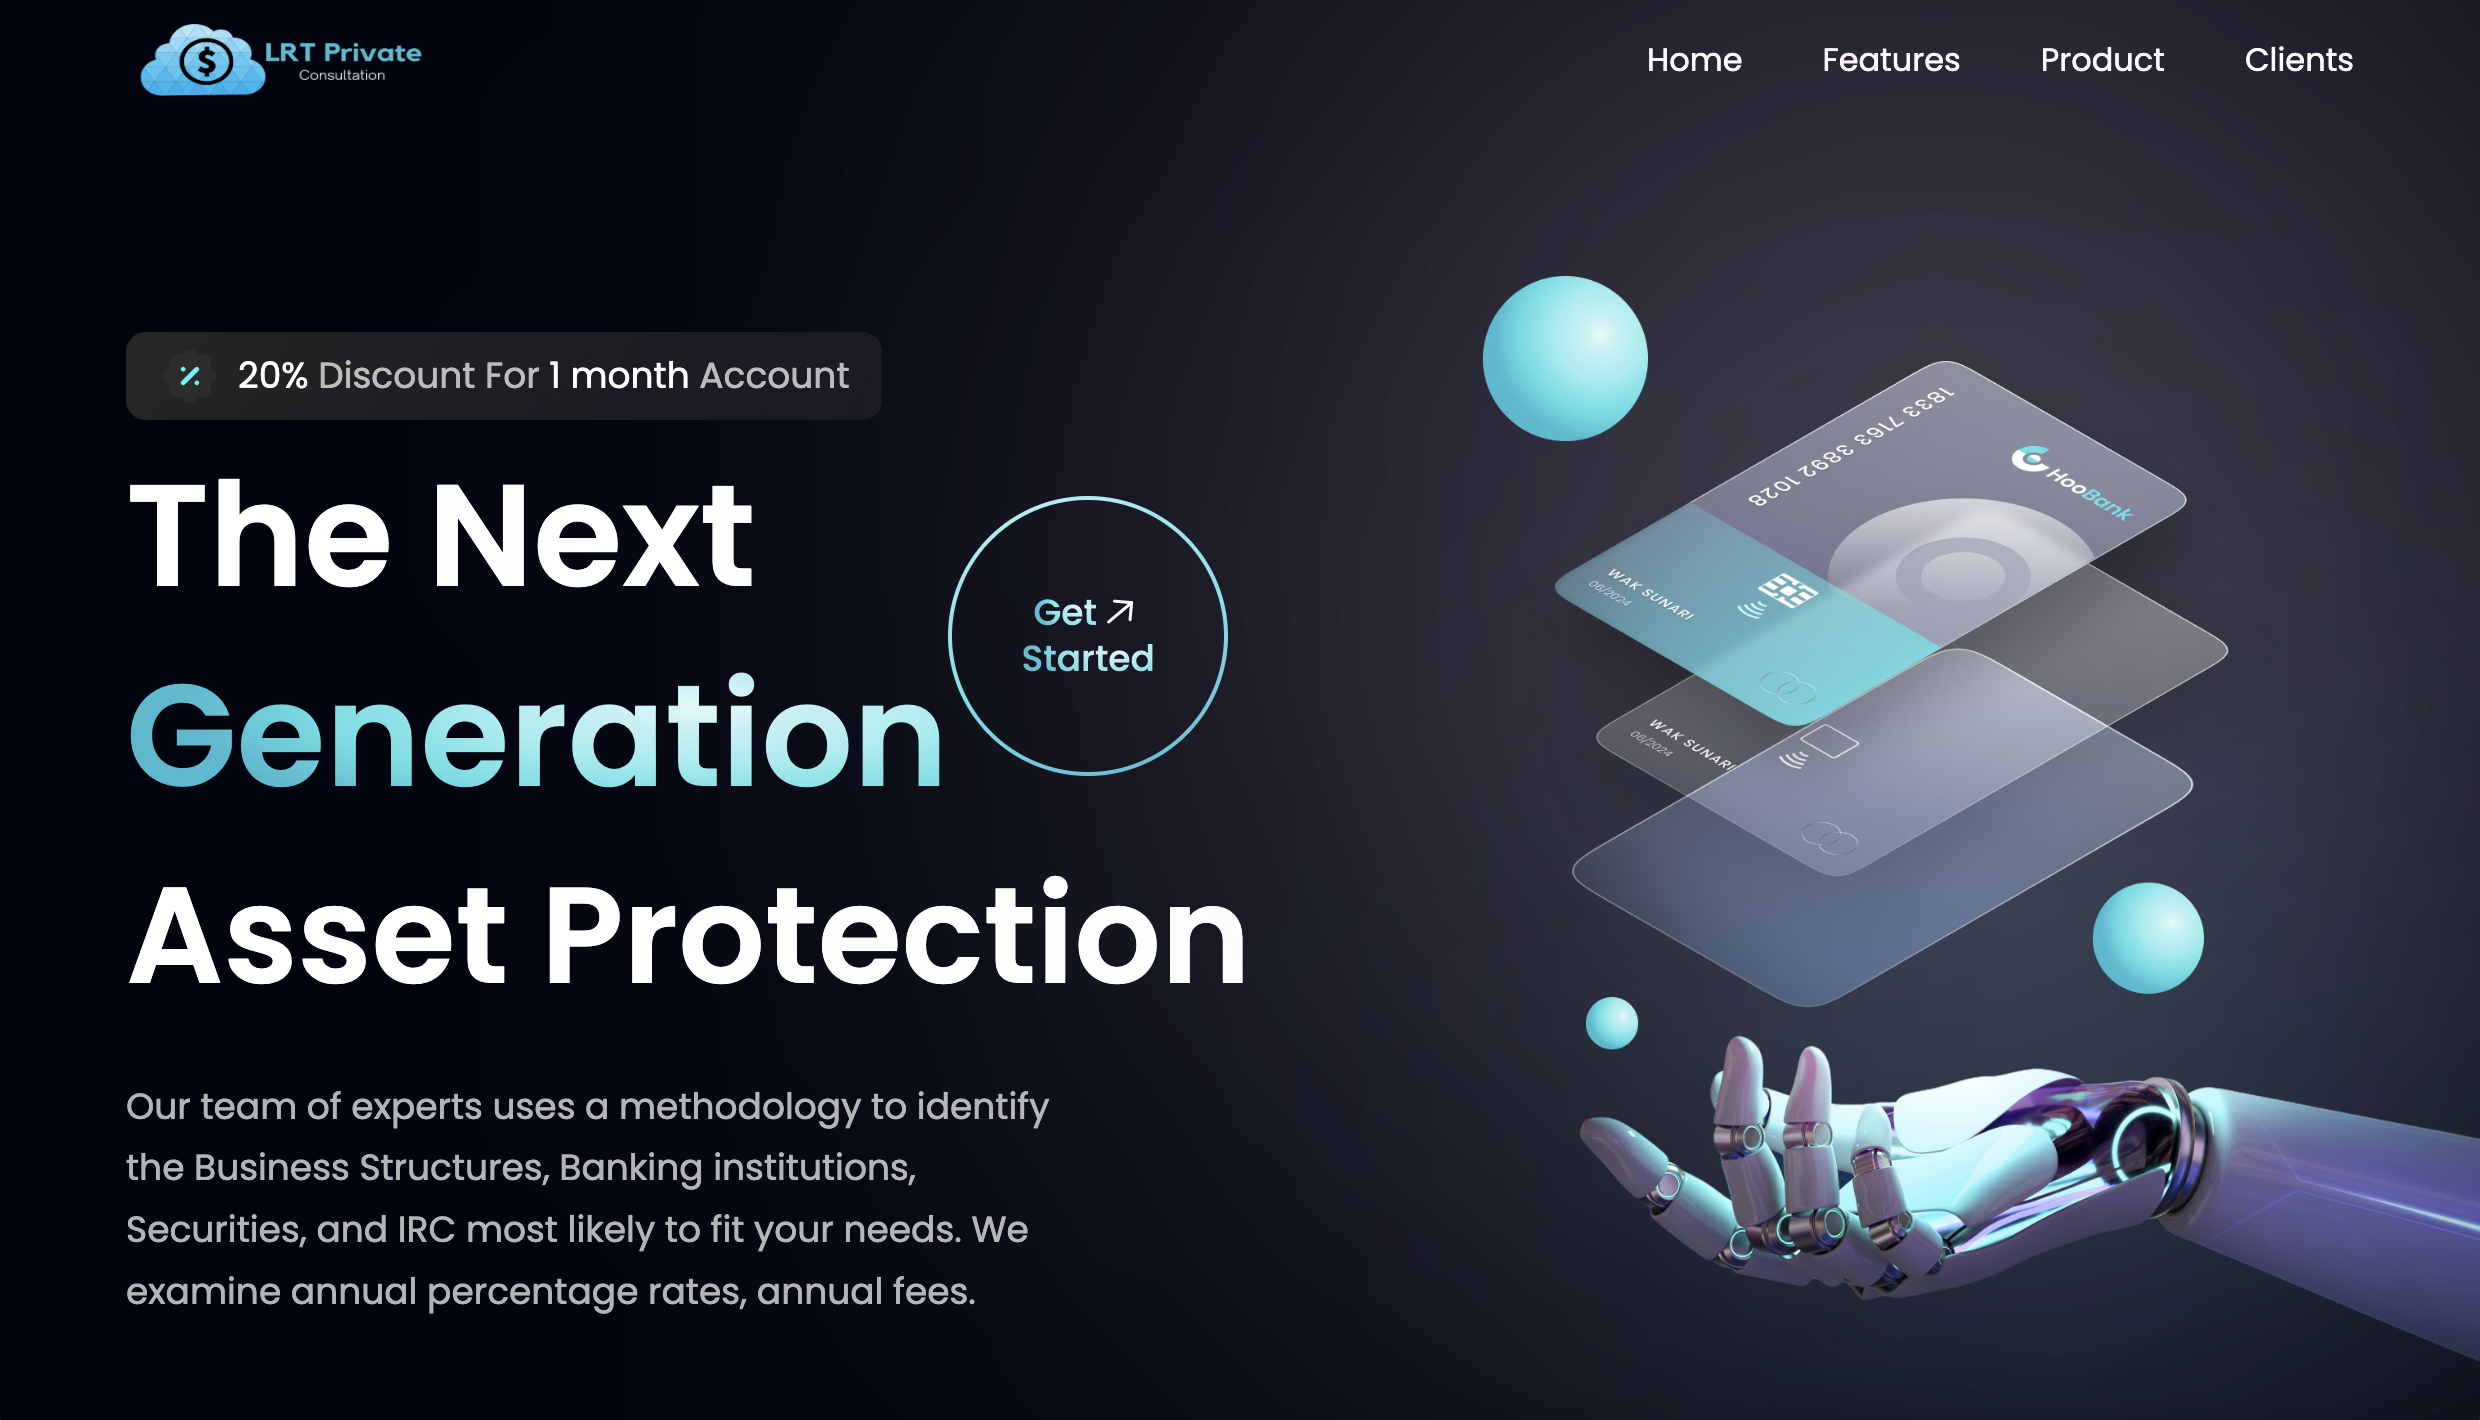 LRT Private
Consultation
Home
Features
Product
Clients
20% Discount For 1 month Account
The Next
Generation
Asset Protection
Get
Started
Our team of experts uses a methodology to identify
the Business Structures, Banking institutions,
Securities, and IRC most likely to fit your needs. We
examine annual percentage rates, annual fees.
1833 7163 3892 1028
HooBank
WAK SUNARI
06/2024
WAK SUNARI
06/2024